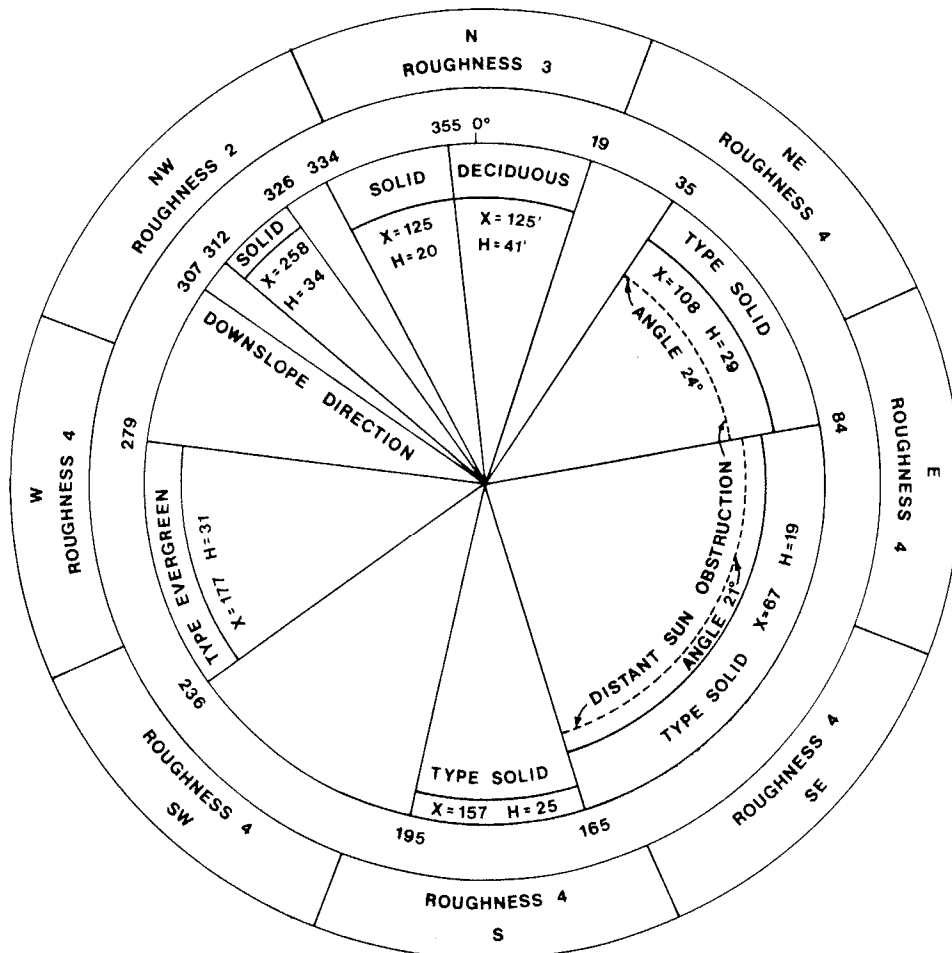 N
ROUGHNESS 3
NE
ROUGHNESS 4
E
ROUGHNESS 4
SE
ROUGHNESS 4
S
ROUGHNESS 4
SW
ROUGHNESS 4
W
ROUGHNESS 4
NW
ROUGHNESS 2
355
0°
19
35
84
165
195
236
279
307
312
326
334
SOLID
X=125
H=20
DECIDUOUS
X=125'
H=41'
TYPE SOLID
X=108 H=29
ANGLE 24°
DISTANT SUN OBSTRUCTION
ANGLE 21°
TYPE SOLID X=67 H=19
TYPE SOLID
X=157 H=25
TYPE EVERGREEN
X=177 H=31
DOWNSLOPE DIRECTION
SOLID
X=258
H=34